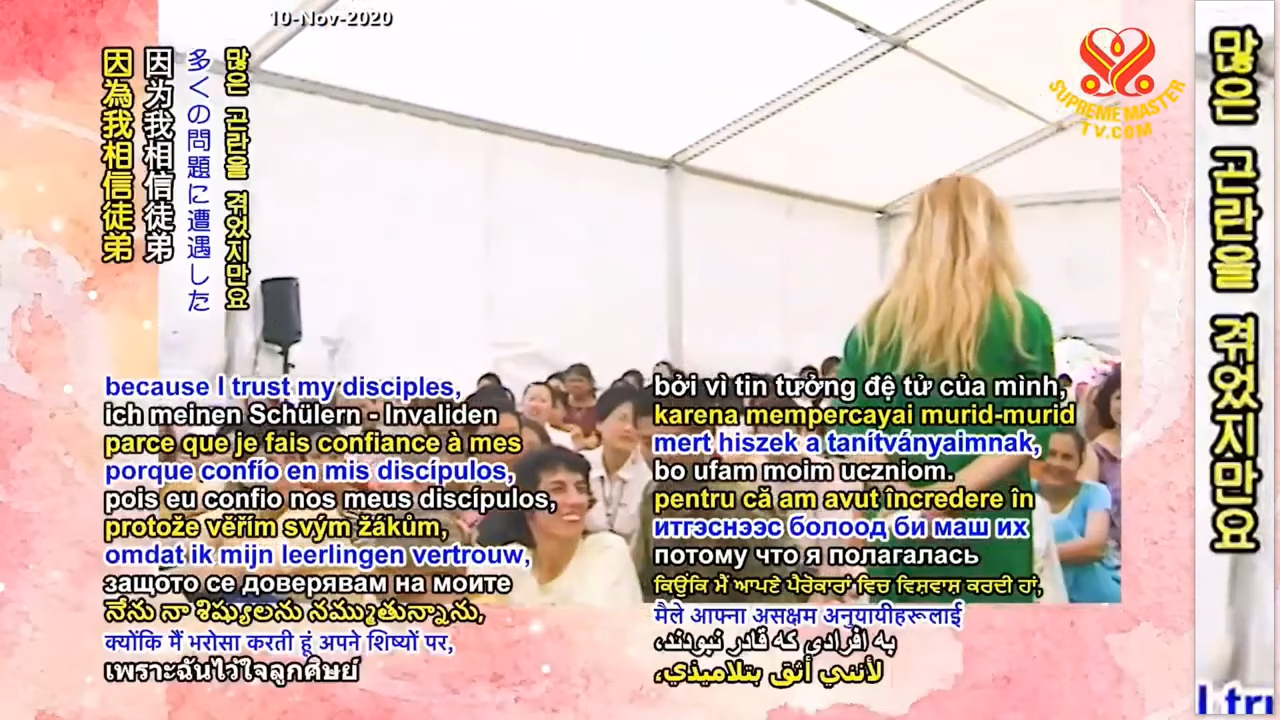 10-Nov-2020
SUPREME MASTER
TV.COM
많은 곤란을 겪었지만요
多くの問題に遭遇した
因为我相信徒弟
因為我相信徒弟
because I trust my disciples,
ich meinen Schülern - Invaliden
parce que je fais confiance à mes
porque confío en mis discípulos,
pois eu confio nos meus discípulos,
protože věřím svým žákům,
omdat ik mijn leerlingen vertrouw,
защото се доверявам на моите
నేను నా శిష్యులను నమ్ముతున్నాను,
क्योंकि मैं भरोसा करती हूं अपने शिष्यों पर,
เพราะฉันไว้ใจลูกศิษย์
bởi vì tin tưởng đệ tử của mình,
karena mempercayai murid-murid
mert hiszek a tanítványaimnak,
bo ufam moim uczniom.
pentru că am avut încredere în
итгэснээс болоод би маш их
потому что я полагалась
ਕਿਉਂਕਿ ਮੈਂ ਆਪਣੇ ਪੈਰੋਕਾਰਾਂ ਵਿਚ ਵਿਸ਼ਵਾਸ਼ ਕਰਦੀ ਹਾਂ,
मैले आफ्ना असक्षम अनुयायीहरूलाई
به افرادی که قادر نبودند،
لأنني أثق بتلاميذي،
많은 곤란을 겪었지만요
I tru